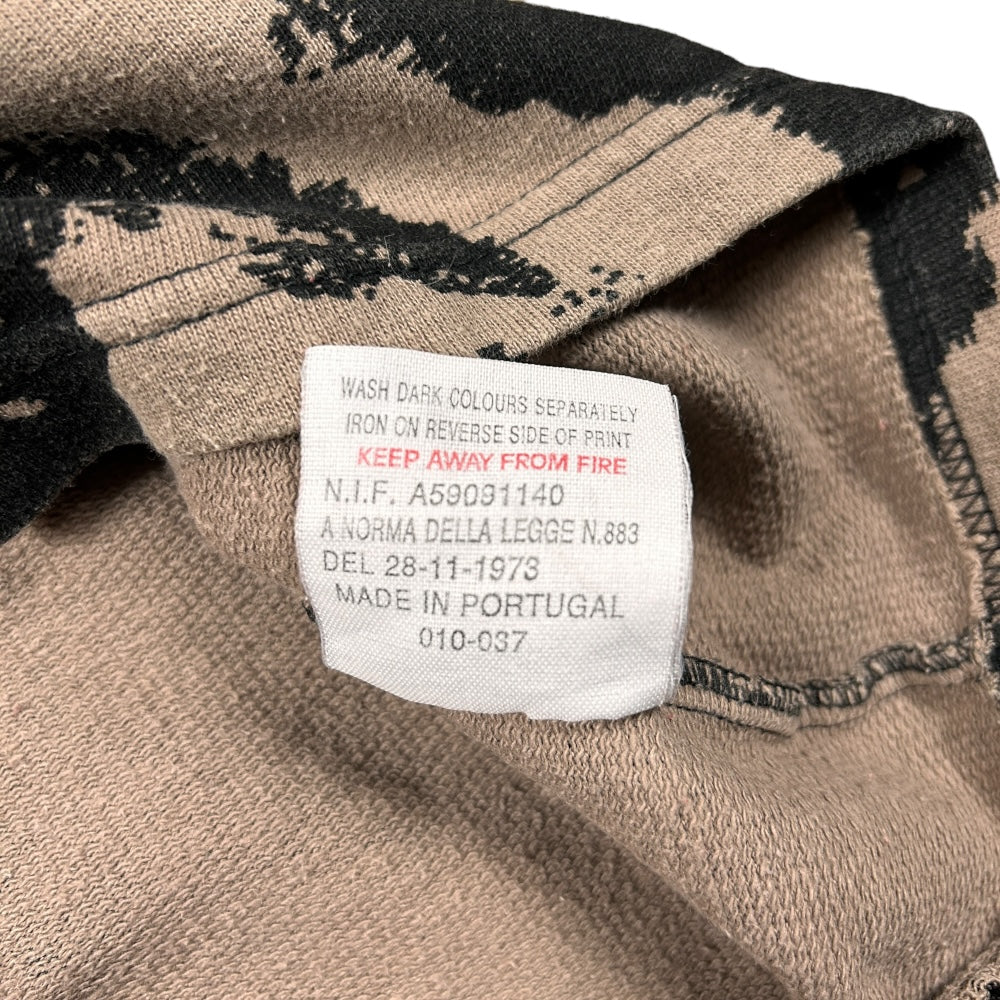 WASH DARK COLOURS SEPARATELY
IRON ON REVERSE SIDE OF PRINT
KEEP AWAY FROM FIRE
N.I.F. A59091140
A NORMA DELLA LEGGE N.883
DEL 28-11-1973
MADE IN PORTUGAL
010-037